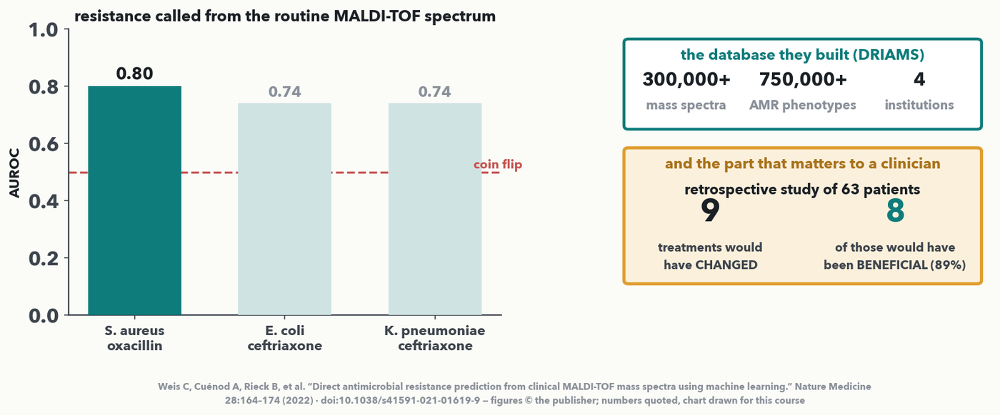 resistance called from the routine MALDI-TOF spectrum
AUROC
1.0
0.8
0.6
0.4
0.2
0.0
0.80
0.74
0.74
coin flip
S. aureus
oxacillin
E. coli
ceftriaxone
K. pneumoniae
ceftriaxone
the database they built (DRIAMS)
300,000+ 750,000+ 4
mass spectra AMR phenotypes institutions
and the part that matters to a clinician
retrospective study of 63 patients
9 8
treatments would of those would have
have CHANGED been BENEFICIAL (89%)
Weis C, Cuénod A, Rieck B, et al. "Direct antimicrobial resistance prediction from clinical MALDI-TOF mass spectra using machine learning." Nature Medicine
28:164–174 (2022) · doi:10.1038/s41591-021-01619-9 — figures © the publisher; numbers quoted, chart drawn for this course